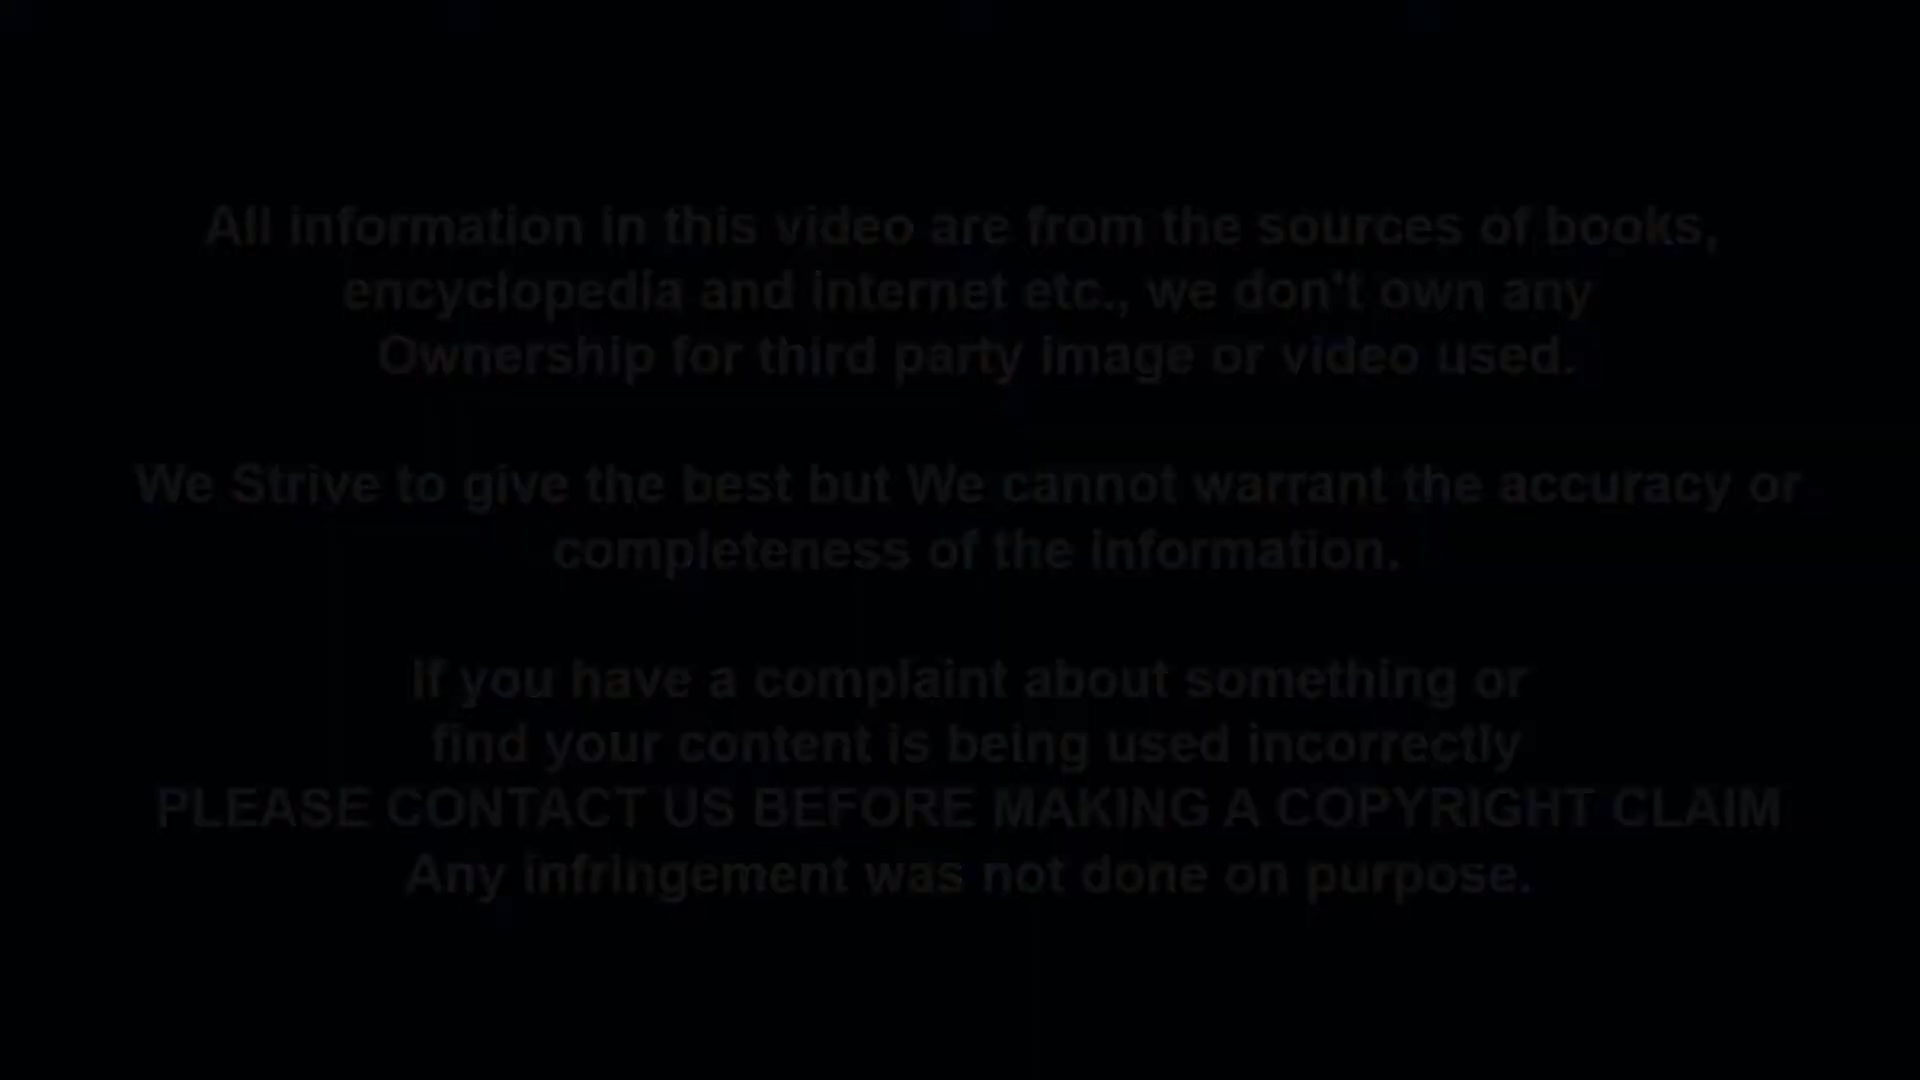 All information in this video are from the sources of books,
encyclopedia and internet etc., we don't own any
Ownership for third party image or video used.
We Strive to give the best but We cannot warrant the accuracy or
completeness of the information.
If you have a complaint about something or
find your content is being used incorrectly
PLEASE CONTACT US BEFORE MAKING A COPYRIGHT CLAIM
Any infringement was not done on purpose.